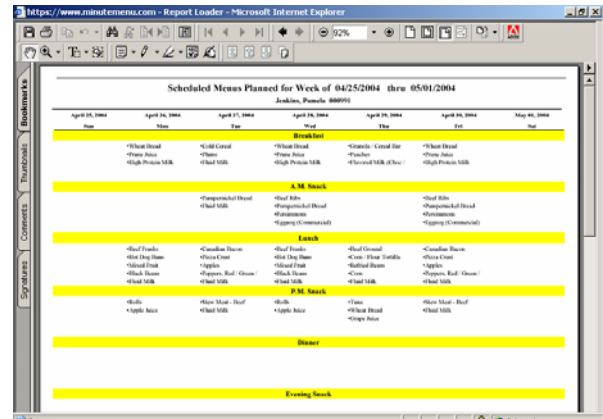 https://www.minutemenu.com - Report Loader - Microsoft Internet Explorer
92%
Bookmarks
Thumbnails
Comments
Signatures
Scheduled Menus Planned for Week of 04/25/2004 thru 05/01/2004
Jenkins, Pamela 000991
April 25, 2004 April 26, 2004 April 27, 2004 April 28, 2004 April 29, 2004 April 30, 2004 May 01, 2004
Sun Mon Tue Wed Thu Fri Sat
Breakfast
•Wheat Bread •Cold Cereal •Wheat Bread •Granola / Cereal Bar •Wheat Bread
•Prune Juice •Plums •Prune Juice •Peaches •Prune Juice
•High Protein Milk •Fluid Milk •High Protein Milk •Flavored Milk (Choc / •High Protein Milk
A.M. Snack
•Pumpernickel Bread •Beef Ribs •Beef Ribs
•Fluid Milk •Pumpernickel Bread •Pumpernickel Bread
•Persimmons •Persimmons
•Eggnog (Commercial) •Eggnog (Commercial)
Lunch
•Beef Franks •Canadian Bacon •Beef Franks •Beef Ground •Canadian Bacon
•Hot Dog Buns •Pizza Crust •Hot Dog Buns •Corn / Flour Tortilla •Pizza Crust
•Mixed Fruit •Apples •Mixed Fruit •Refried Beans •Apples
•Black Beans •Peppers, Red / Green / •Black Beans •Corn •Peppers, Red / Green /
•Fluid Milk •Fluid Milk •Fluid Milk •Fluid Milk •Fluid Milk
P.M. Snack
•Rolls •Stew Meat - Beef •Rolls •Tuna •Stew Meat - Beef
•Apple Juice •Fluid Milk •Apple Juice •Wheat Bread •Fluid Milk
•Grape Juice
Dinner
Evening Snack